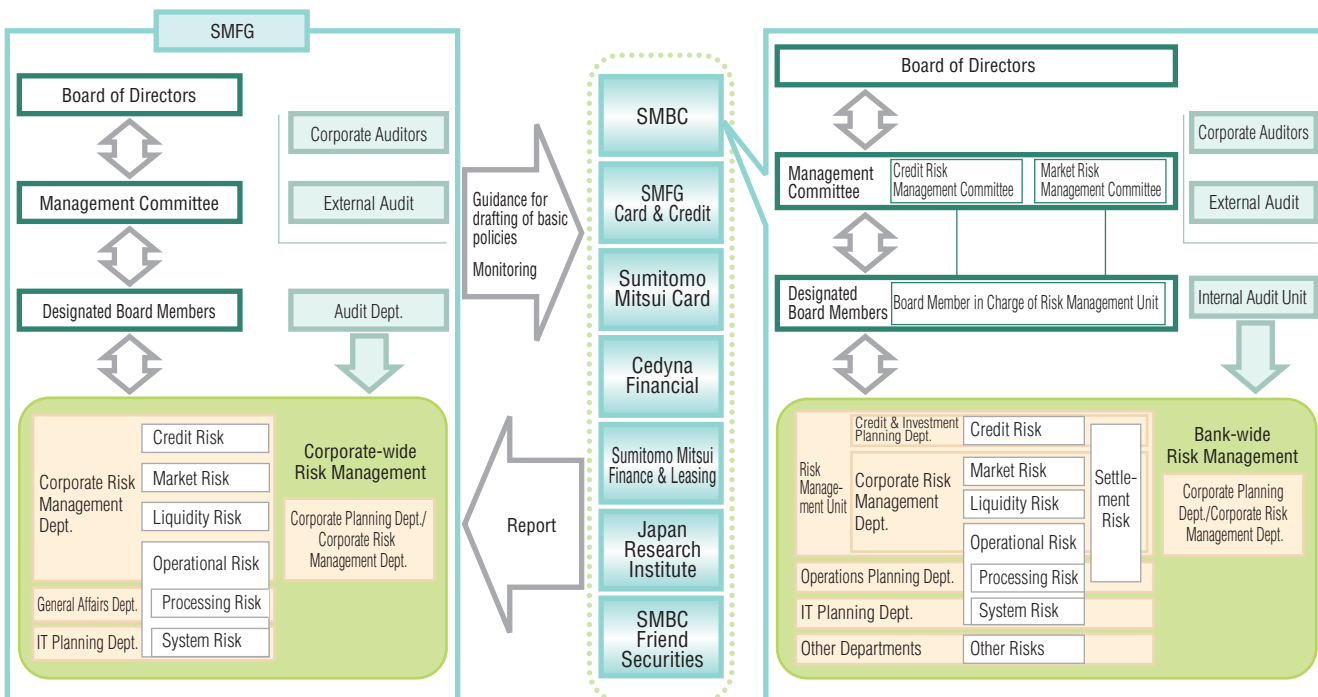 SMFG
Board of Directors
Corporate Auditors
Management Committee
External Audit
Designated Board Members
Audit Dept.
Corporate Risk
Management
Dept.
Credit Risk
Market Risk
Liquidity Risk
Operational Risk
General Affairs Dept.
Processing Risk
IT Planning Dept.
System Risk
Corporate-wide
Risk Management
Corporate Planning Dept./
Corporate Risk
Management Dept.
Guidance for
drafting of basic
policies
Monitoring
Report
SMBC
SMFG
Card & Credit
Sumitomo
Mitsui Card
Cedyna
Financial
Sumitomo Mitsui
Finance & Leasing
Japan
Research
Institute
SMBC
Friend
Securities
Board of Directors
Corporate Auditors
Management
Committee
Credit Risk
Management Committee
Market Risk
Management Committee
External Audit
Designated
Board Members
Board Member in Charge of Risk Management Unit
Internal Audit Unit
Risk
Manage-
ment Unit
Credit & Investment
Planning Dept.
Credit Risk
Corporate Risk
Management
Dept.
Market Risk
Liquidity Risk
Operational Risk
Settle-
ment
Risk
Operations Planning Dept.
Processing Risk
IT Planning Dept.
System Risk
Other Departments
Other Risks
Bank-wide
Risk Management
Corporate Planning
Dept./Corporate Risk
Management Dept.